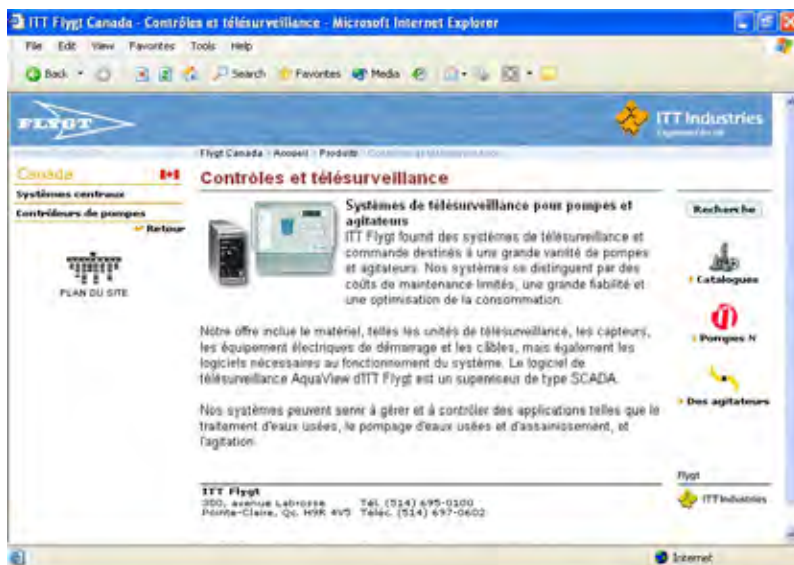 ITT Flygt Canada - Contrôles et télésurveillance - Microsoft Internet Explorer
File Edit View Favorites Tools Help
Back Search Favorites Media
FLYGT
ITT Industries
Flygt Canada Accueil Produits
Canada
Contrôles et télésurveillance
Systèmes centraux
Contrôleurs de pompes
Retour
PLAN DU SITE
Systèmes de télésurveillance pour pompes et
agitateurs
ITT Flygt fournit des systèmes de télésurveillance et
commande destinés à une grande variété de pompes
et agitateurs. Nos systèmes se distinguent par des
coûts de maintenance limités, une grande fiabilité et
une optimisation de la consommation.
Notre offre inclue le matériel, telles les unités de télésurveillance, les capteurs,
les équipement électriques de démarrage et les câbles, mais également les
logiciels nécessaires au fonctionnement du système. Le logiciel de
télésurveillance AquaView dITT Flygt est un superviseur de type SCADA.
Nos systèmes peuvent servir à gérer et à contrôler des applications telles que le
traitement d'eaux usées, le pompage d'eaux usées et d'assainissement, et
l'agitation.
Recherche
Catalogues
Pompes N
Des agitateurs
Flygt
ITT Industries
ITT Flygt
300, avenue Labrosse Tél. (514) 695-0100
Pointe-Claire, Qc. H9R 4V5 Téléc. (514) 697-0602
Internet